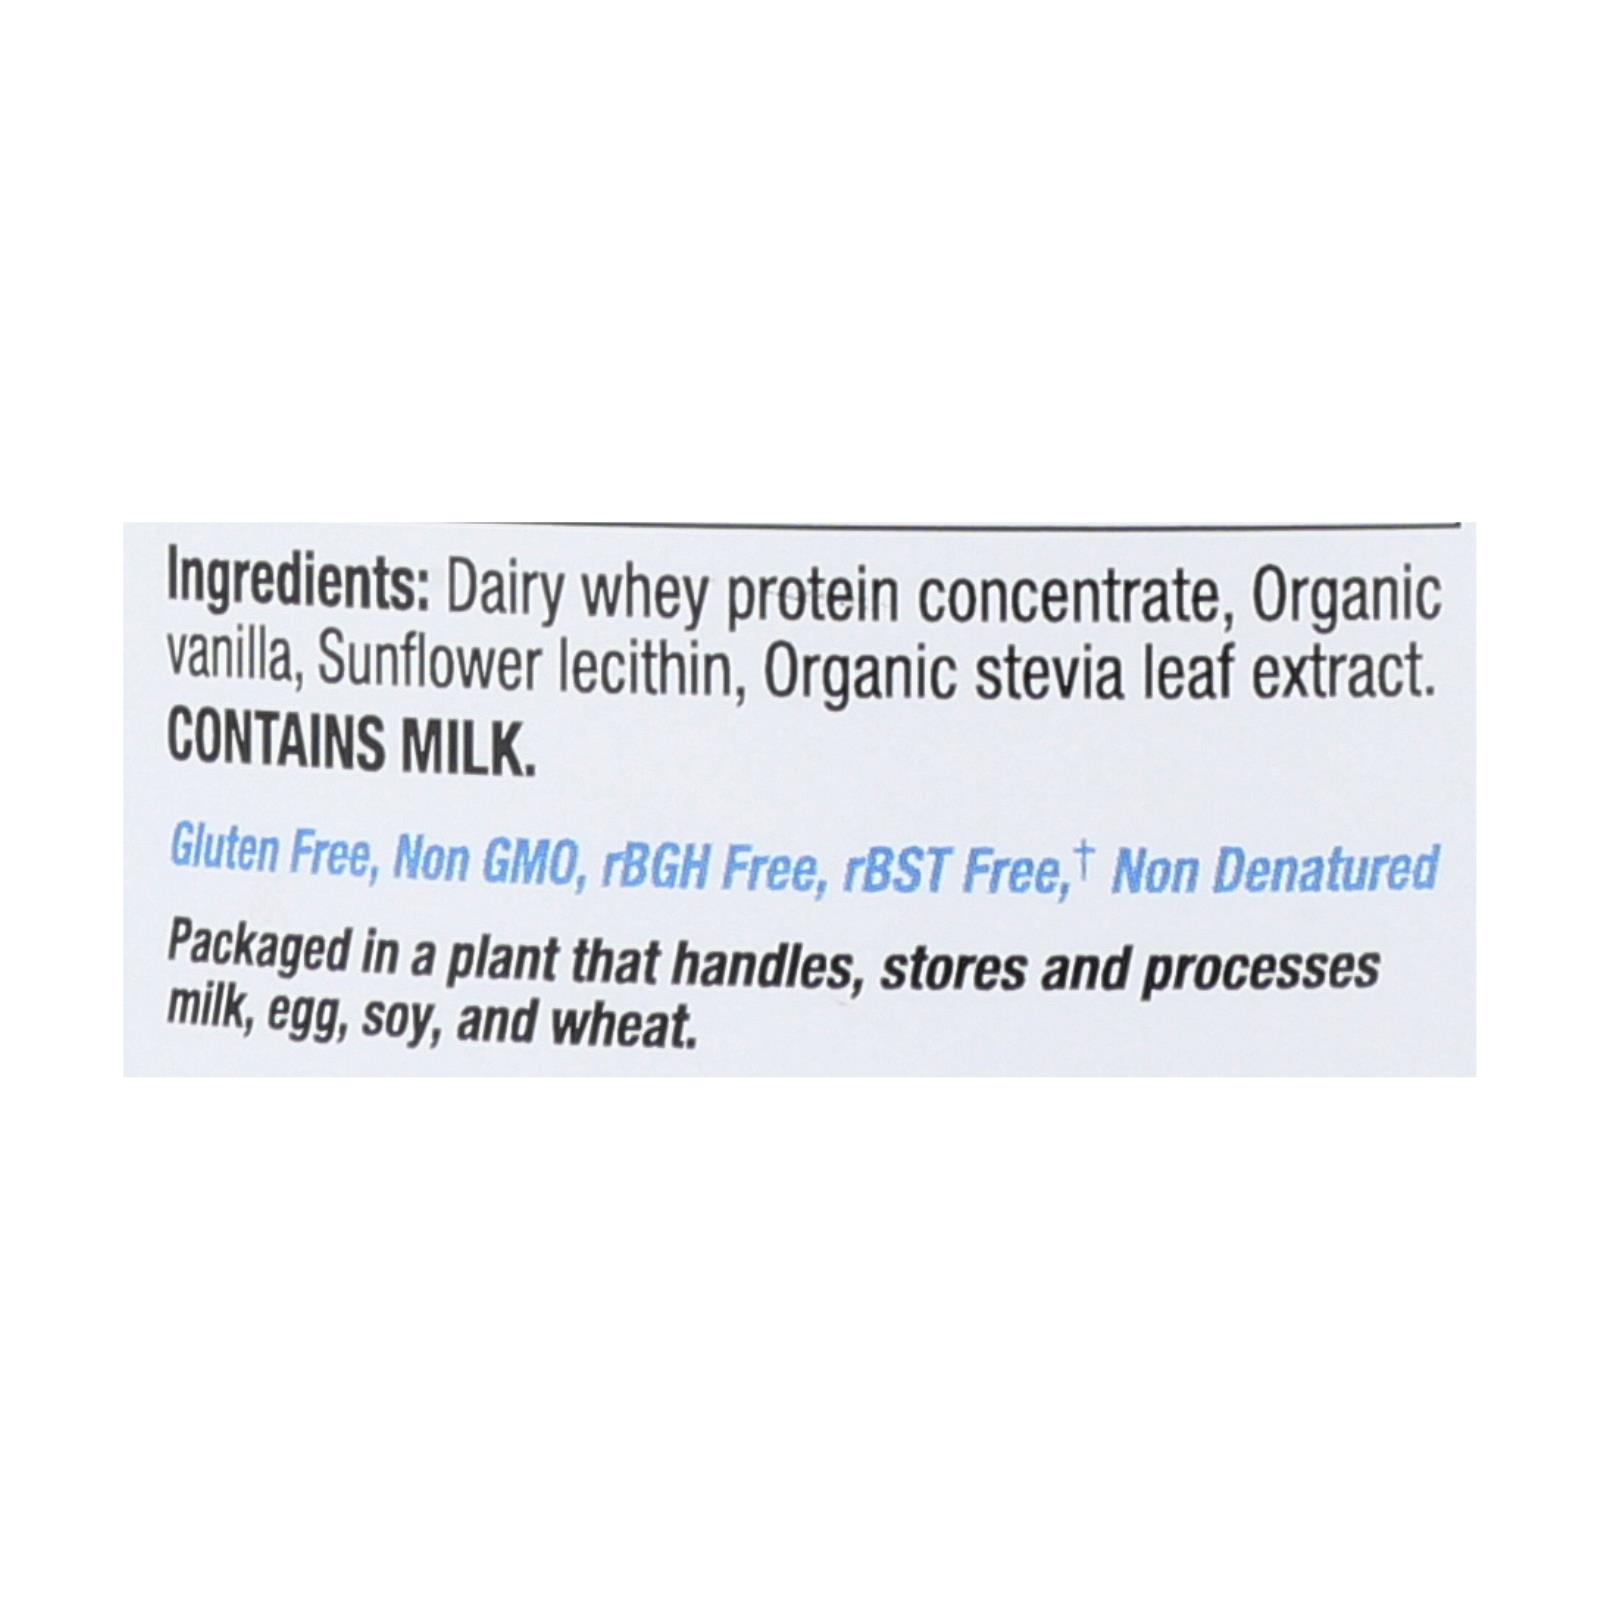 Ingredients: Dairy whey protein concentrate, Organic
vanilla, Sunflower lecithin, Organic stevia leaf extract.
CONTAINS MILK.
Gluten Free, Non GMO, rBGH Free, rBST Free,† Non Denatured
Packaged in a plant that handles, stores and processes
milk, egg, soy, and wheat.